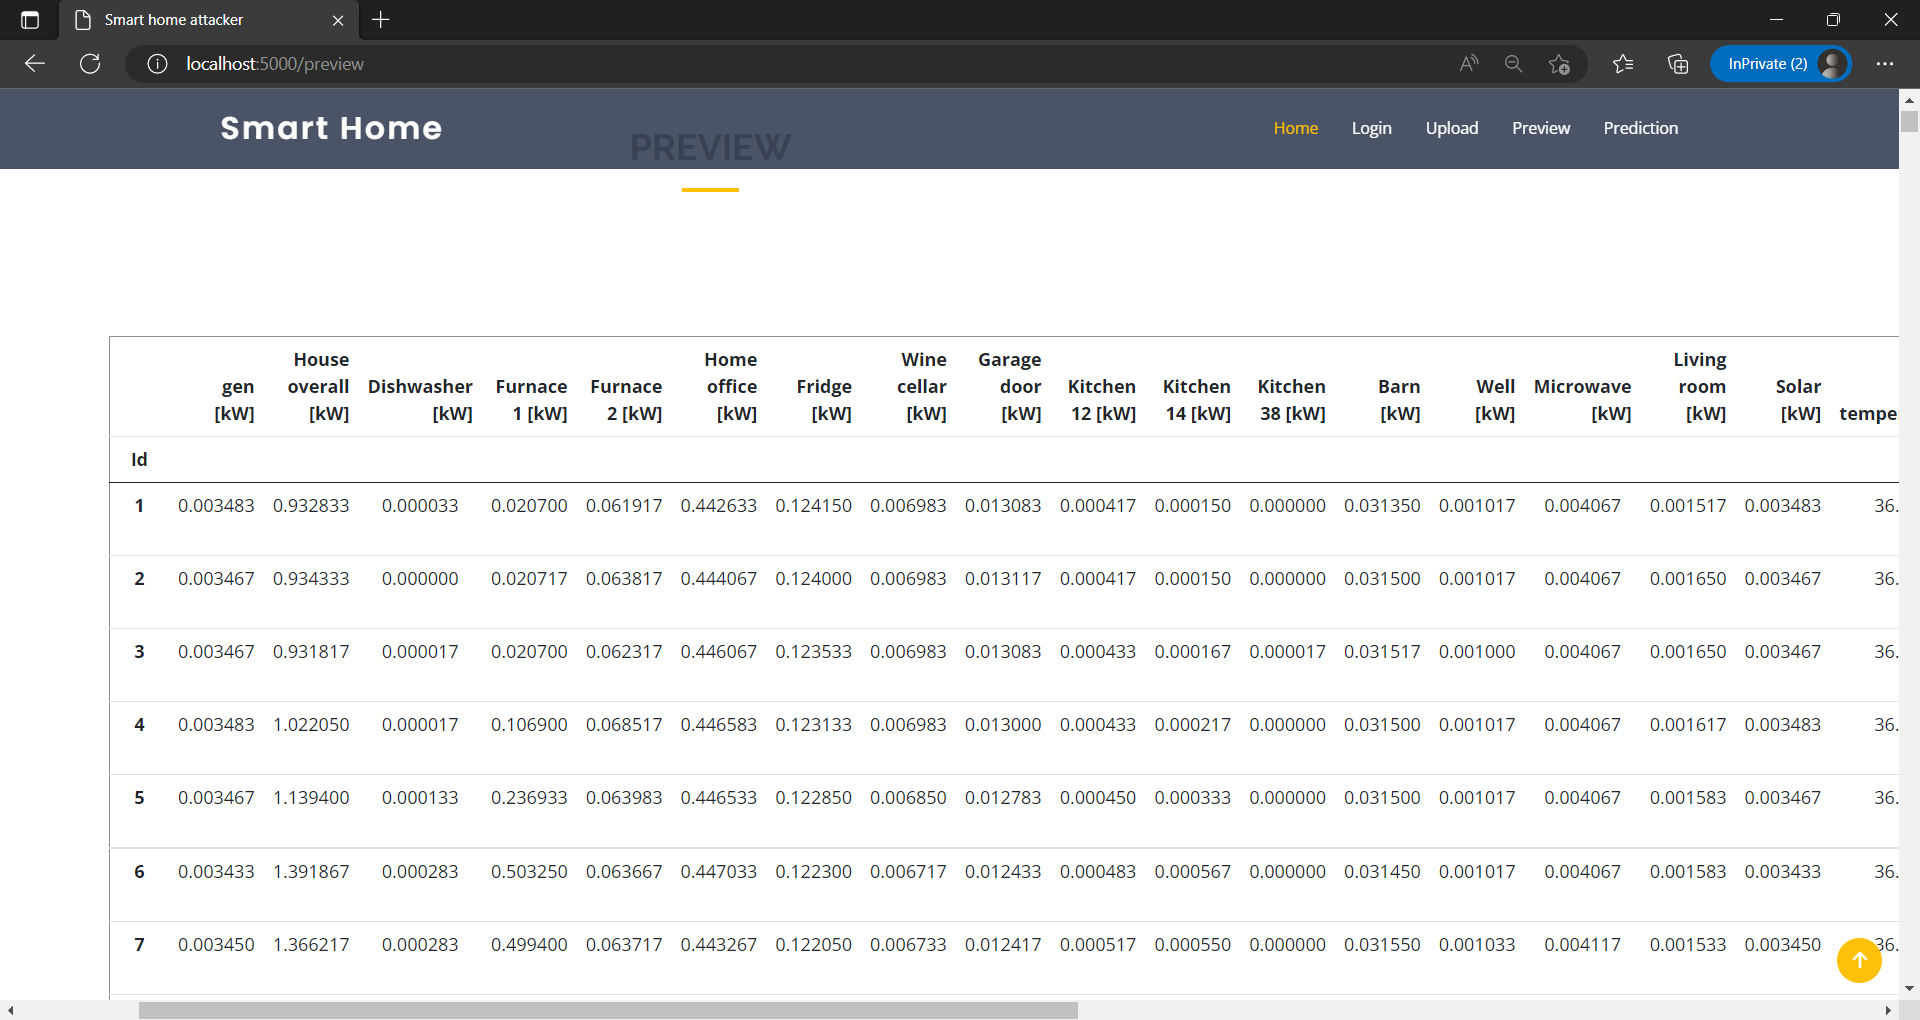 Smart home attacker
localhost:5000/preview
InPrivate (2)
Smart Home
PREVIEW
Home Login Upload Preview Prediction
House Home Wine Garage Living
gen overall Dishwasher Furnace Furnace office Fridge cellar door Kitchen Kitchen Kitchen Barn Well Microwave room Solar
[kW] [kW] [kW] 1 [kW] 2 [kW] [kW] [kW] [kW] [kW] 12 [kW] 14 [kW] 38 [kW] [kW] [kW] [kW] [kW] [kW] tempe
Id
1 0.003483 0.932833 0.000033 0.020700 0.061917 0.442633 0.124150 0.006983 0.013083 0.000417 0.000150 0.000000 0.031350 0.001017 0.004067 0.001517 0.003483 36.
2 0.003467 0.934333 0.000000 0.020717 0.063817 0.444067 0.124000 0.006983 0.013117 0.000417 0.000150 0.000000 0.031500 0.001017 0.004067 0.001650 0.003467 36.
3 0.003467 0.931817 0.000017 0.020700 0.062317 0.446067 0.123533 0.006983 0.013083 0.000433 0.000167 0.000017 0.031517 0.001000 0.004067 0.001650 0.003467 36.
4 0.003483 1.022050 0.000017 0.106900 0.068517 0.446583 0.123133 0.006983 0.013000 0.000433 0.000217 0.000000 0.031500 0.001017 0.004067 0.001617 0.003483 36.
5 0.003467 1.139400 0.000133 0.236933 0.063983 0.446533 0.122850 0.006850 0.012783 0.000450 0.000333 0.000000 0.031500 0.001017 0.004067 0.001583 0.003467 36.
6 0.003433 1.391867 0.000283 0.503250 0.063667 0.447033 0.122300 0.006717 0.012433 0.000483 0.000567 0.000000 0.031450 0.001017 0.004067 0.001583 0.003433 36.
7 0.003450 1.366217 0.000283 0.499400 0.063717 0.443267 0.122050 0.006733 0.012417 0.000517 0.000550 0.000000 0.031550 0.001033 0.004117 0.001533 0.003450 36.